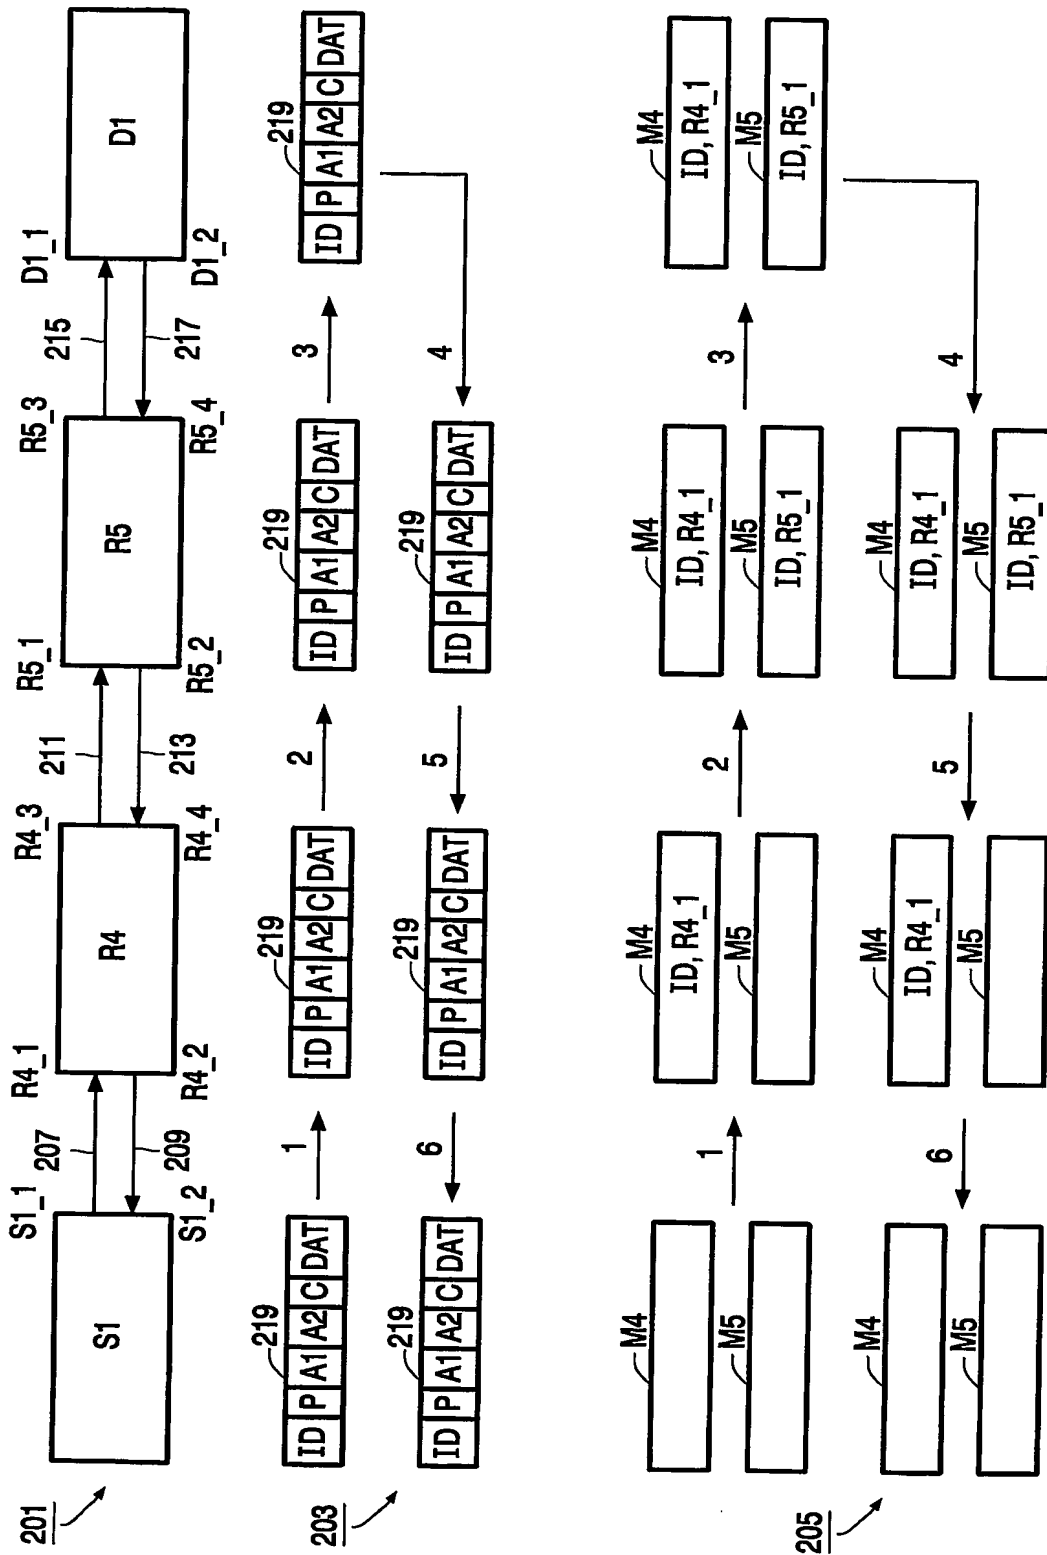 201
S1
S1_1
S1_2
207
209
R4_1
R4_2
R4
R4_3
R4_4
211
213
R5_1
R5_2
R5
R5_3
R5_4
215
217
D1_1
D1_2
D1
203
219
ID P A1 A2 C DAT
1
219
ID P A1 A2 C DAT
2
219
ID P A1 A2 C DAT
3
219
ID P A1 A2 C DAT
219
ID P A1 A2 C DAT
6
219
ID P A1 A2 C DAT
5
219
ID P A1 A2 C DAT
4
205
M4
M5
1
M4
ID, R4_1
M5
2
M4
ID, R4_1
M5
ID, R5_1
3
M4
ID, R4_1
M5
ID, R5_1
M4
M5
6
M4
ID, R4_1
M5
5
M4
ID, R4_1
M5
ID, R5_1
4